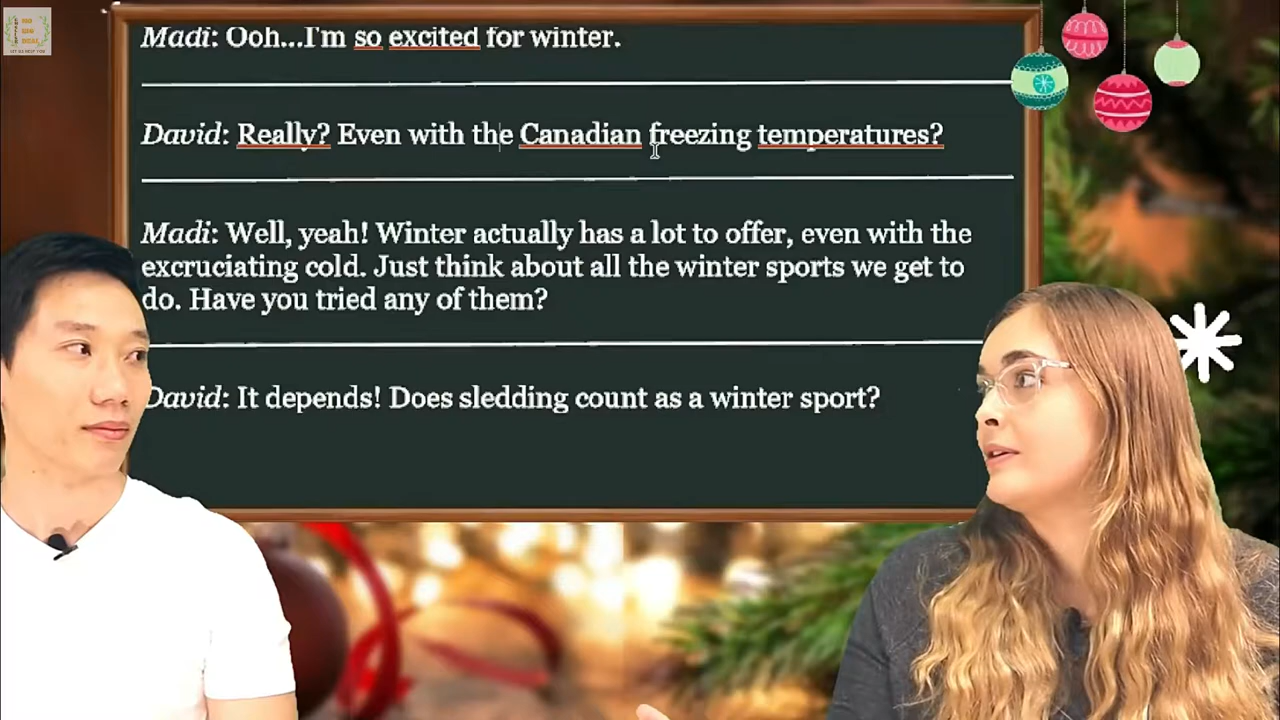 Madi: Ooh...I'm so excited for winter.
David: Really? Even with the Canadian freezing temperatures?
Madi: Well, yeah! Winter actually has a lot to offer, even with the
excruciating cold. Just think about all the winter sports we get to
do. Have you tried any of them?
David: It depends! Does sledding count as a winter sport?